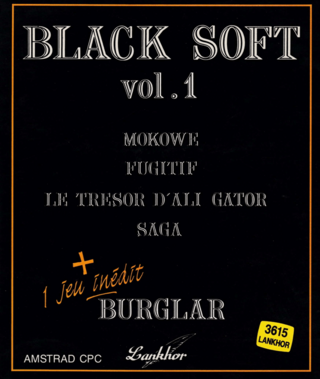 BLACK SOFT
vol.1
MOKOWE
FUGITIF
LE TRESOR D'ALI GATOR
SAGA
+
1 jeu inédit
BURGLAR
3615
LANKHOR
AMSTRAD CPC
Lankhor